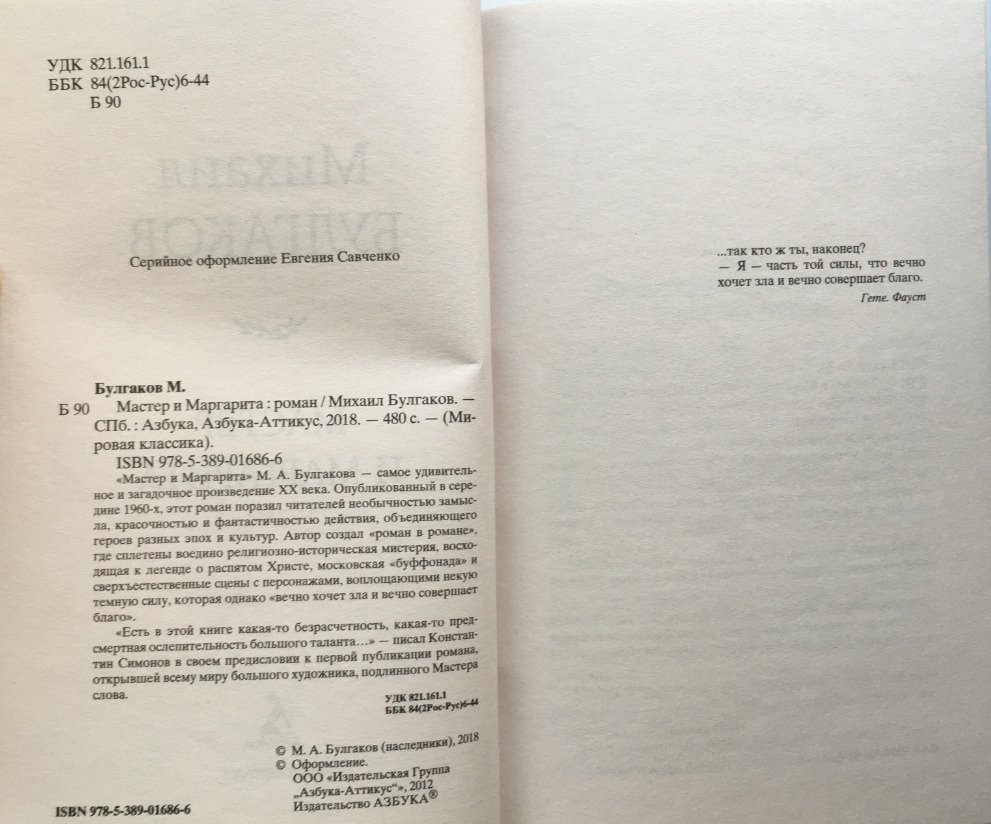 УДК 821.161.1
ББК 84(2Рос-Рус)6-44
Б 90
Михаил
БУЛГАКОВ
Серийное оформление Евгения Савченко
Булгаков М.
Б 90 Мастер и Маргарита : роман / Михаил Булгаков. —
СПб. : Азбука, Азбука-Аттикус, 2018. — 480 с. — (Ми-
ровая классика).
ISBN 978-5-389-01686-6
«Мастер и Маргарита» М. А. Булгакова — самое удивитель-
ное и загадочное произведение XX века. Опубликованный в сере-
дине 1960-х, этот роман поразил читателей необычностью замыс-
ла, красочностью и фантастичностью действия, объединяющего
героев разных эпох и культур. Автор создал «роман в романе»,
где сплетены воедино религиозно-историческая мистерия, восхо-
дящая к легенде о распятом Христе, московская «буффонада» и
сверхъестественные сцены с персонажами, воплощающими некую
темную силу, которая однако «вечно хочет зла и вечно совершает
благо».
«Есть в этой книге какая-то безрасчетность, какая-то пред-
смертная ослепительность большого таланта...» — писал Констан-
тин Симонов в своем предисловии к первой публикации романа,
открывшей всему миру большого художника, подлинного Мастера
слова.
УДК 821.161.1
ББК 84(2Рос-Рус)6-44
© М. А. Булгаков (наследники), 2018
© Оформление.
ООО «Издательская Группа
„Азбука-Аттикус“», 2012
Издательство АЗБУКА®
ISBN 978-5-389-01686-6
...так кто ж ты, наконец?
— Я — часть той силы, что вечно
хочет зла и вечно совершает благо.
Гете. Фауст